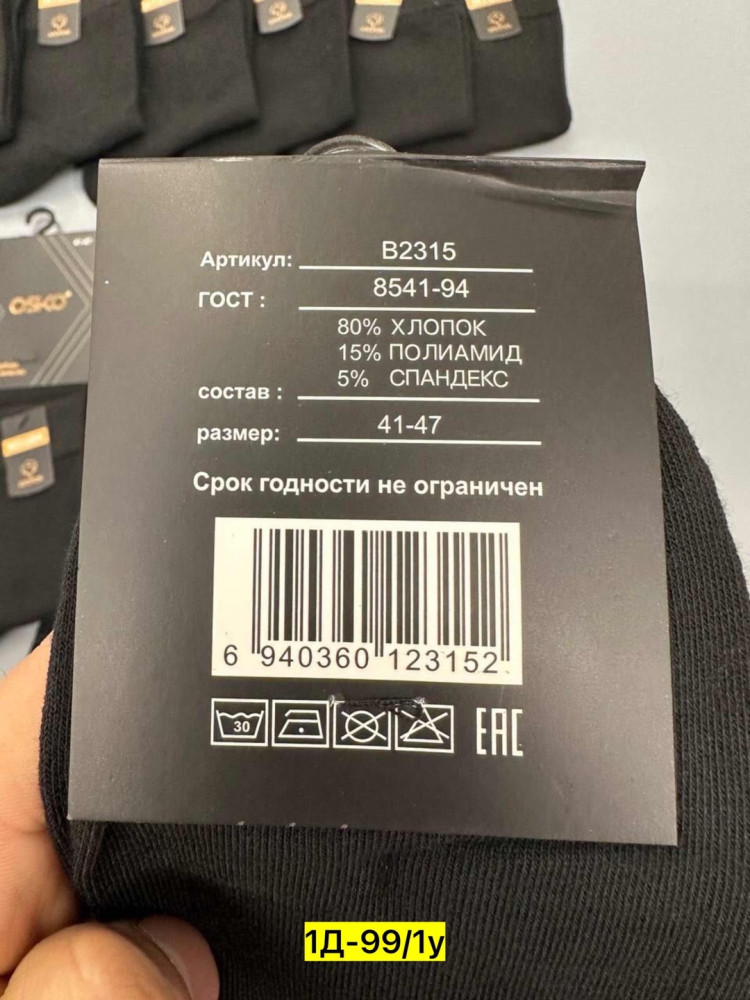 OSKO
Артикул: B2315
ГОСТ : 8541-94
80% ХЛОПОК
15% ПОЛИАМИД
5% СПАНДЕКС
состав :
размер: 41-47
Срок годности не ограничен
6 940360 123152
30
EAC
1Д-99/1у